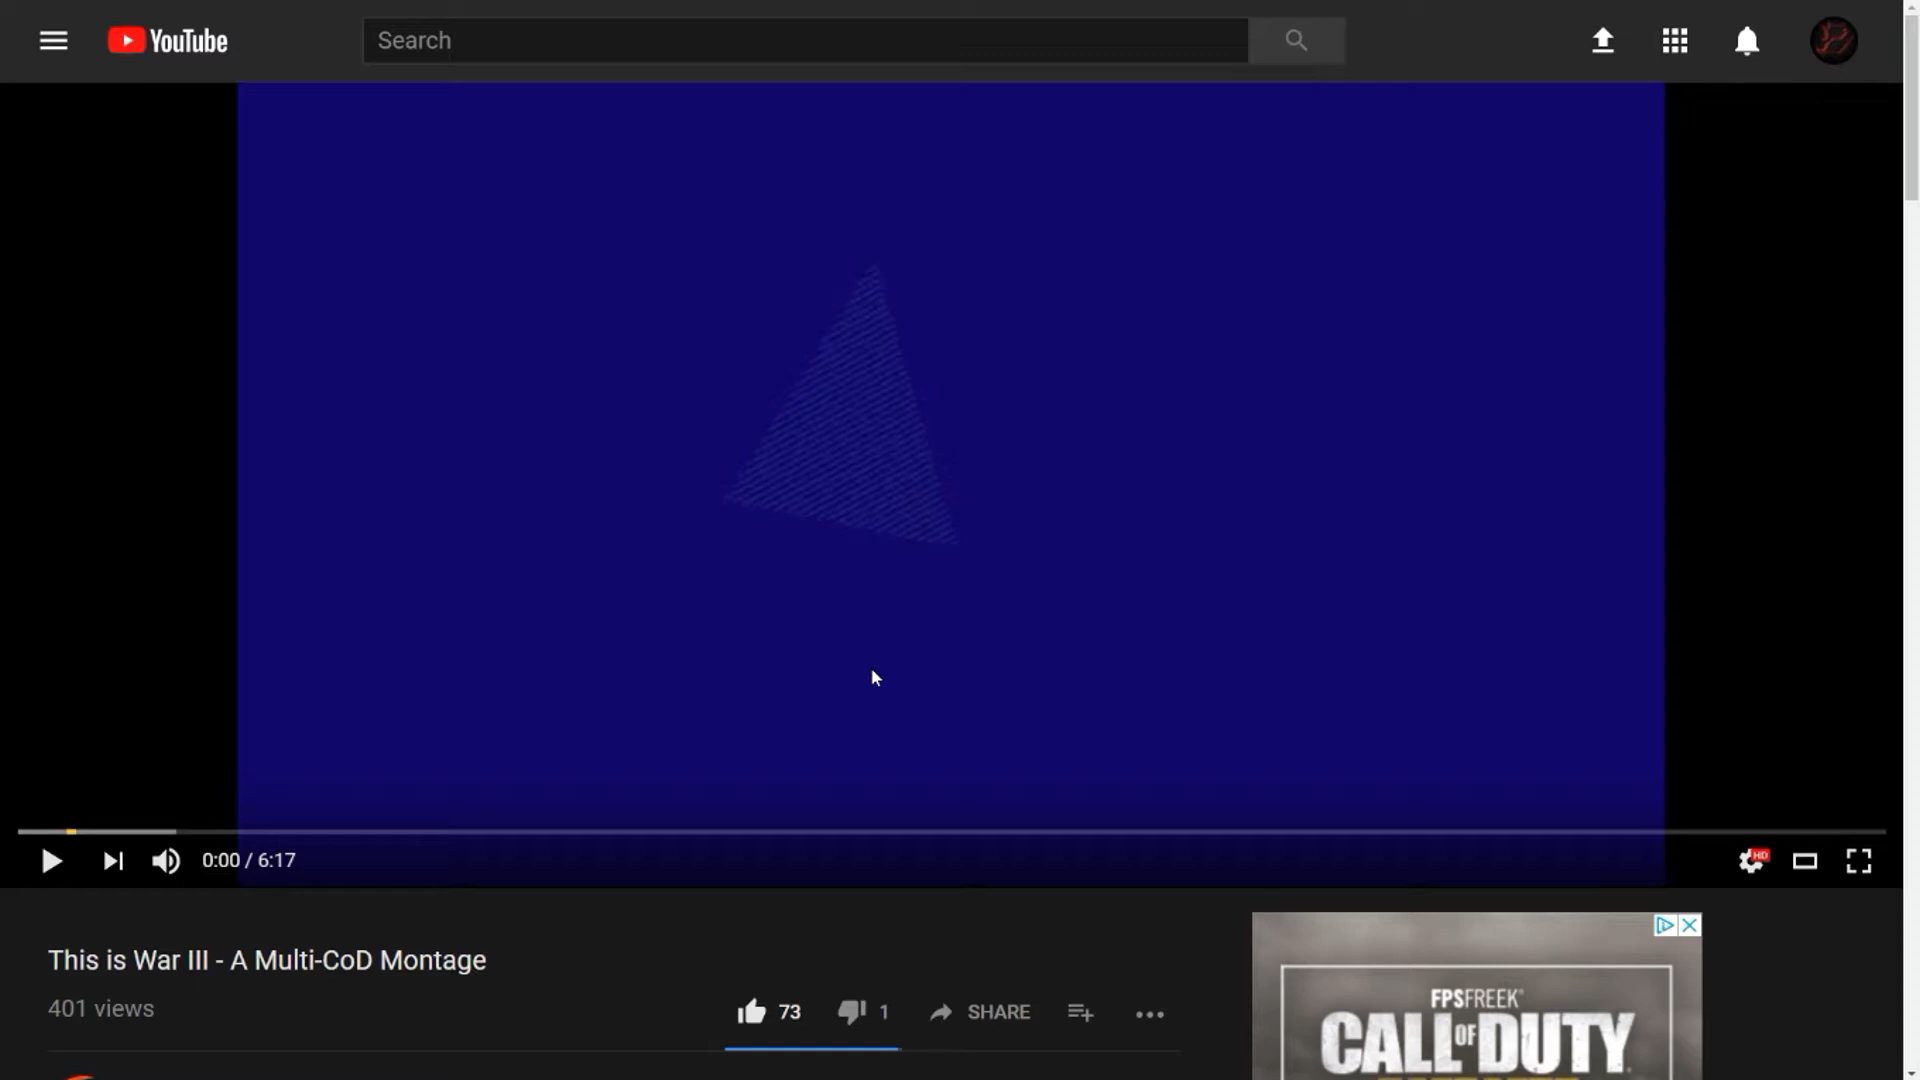 YouTube
Search
0:00 / 6:17
HD
This is War III - A Multi-CoD Montage
401 views
73
1
SHARE
FPSFREEK
CALL OF DUTY